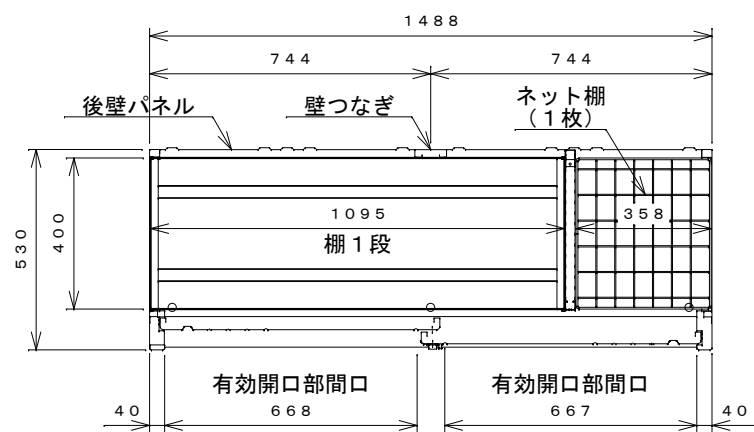 1488
744
744
後壁パネル
壁つなぎ
ネット棚
(1枚)
530
400
1095
358
棚1段
有効開口部間口
有効開口部間口
40
668
667
40